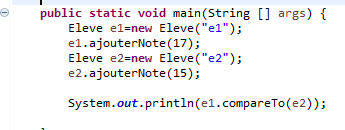 public static void main(String [] args) {
Eleve e1=new Eleve("e1");
e1.ajouterNote(17);
Eleve e2=new Eleve("e2");
e2.ajouterNote(15);
System.out.println(e1.compareTo(e2));
}